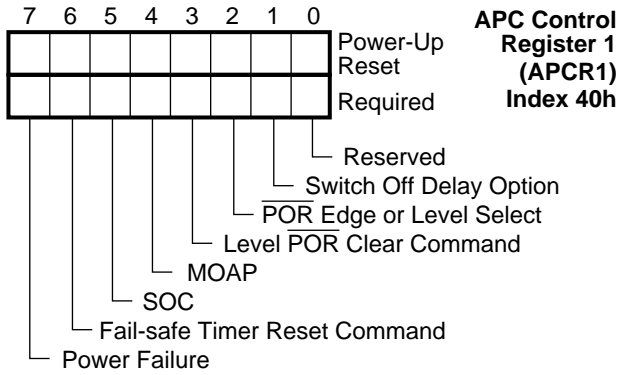 7 6 5 4 3 2 1 0
APC Control
Register 1
(APCR1)
Index 40h
Power-Up
Reset
Required
Reserved
Switch Off Delay Option
POR Edge or Level Select
Level POR Clear Command
MOAP
SOC
Fail-safe Timer Reset Command
Power Failure